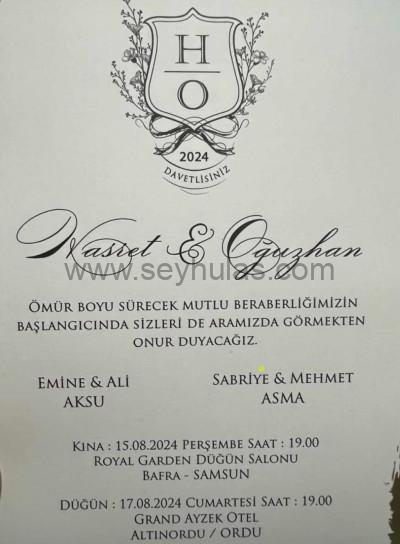 H
O
2024
DAVETLİSİNİZ
Hasret & Oğuzhan
www.seyhulas.com
ÖMÜR BOYU SÜRECEK MUTLU BERABERLİĞİMİZİN
BAŞLANGICINDA SİZLERİ DE ARAMIZDA GÖRMEKTEN
ONUR DUYACAĞIZ.
EMİNE & ALİ
AKSU
SABRİYE & MEHMET
ASMA
KINA : 15.08.2024 PERŞEMBE SAAT : 19.00
ROYAL GARDEN DÜĞÜN SALONU
BAFRA - SAMSUN
DÜĞÜN : 17.08.2024 CUMARTESİ SAAT : 19.00
GRAND AYZEK OTEL
ALTINORDU / ORDU